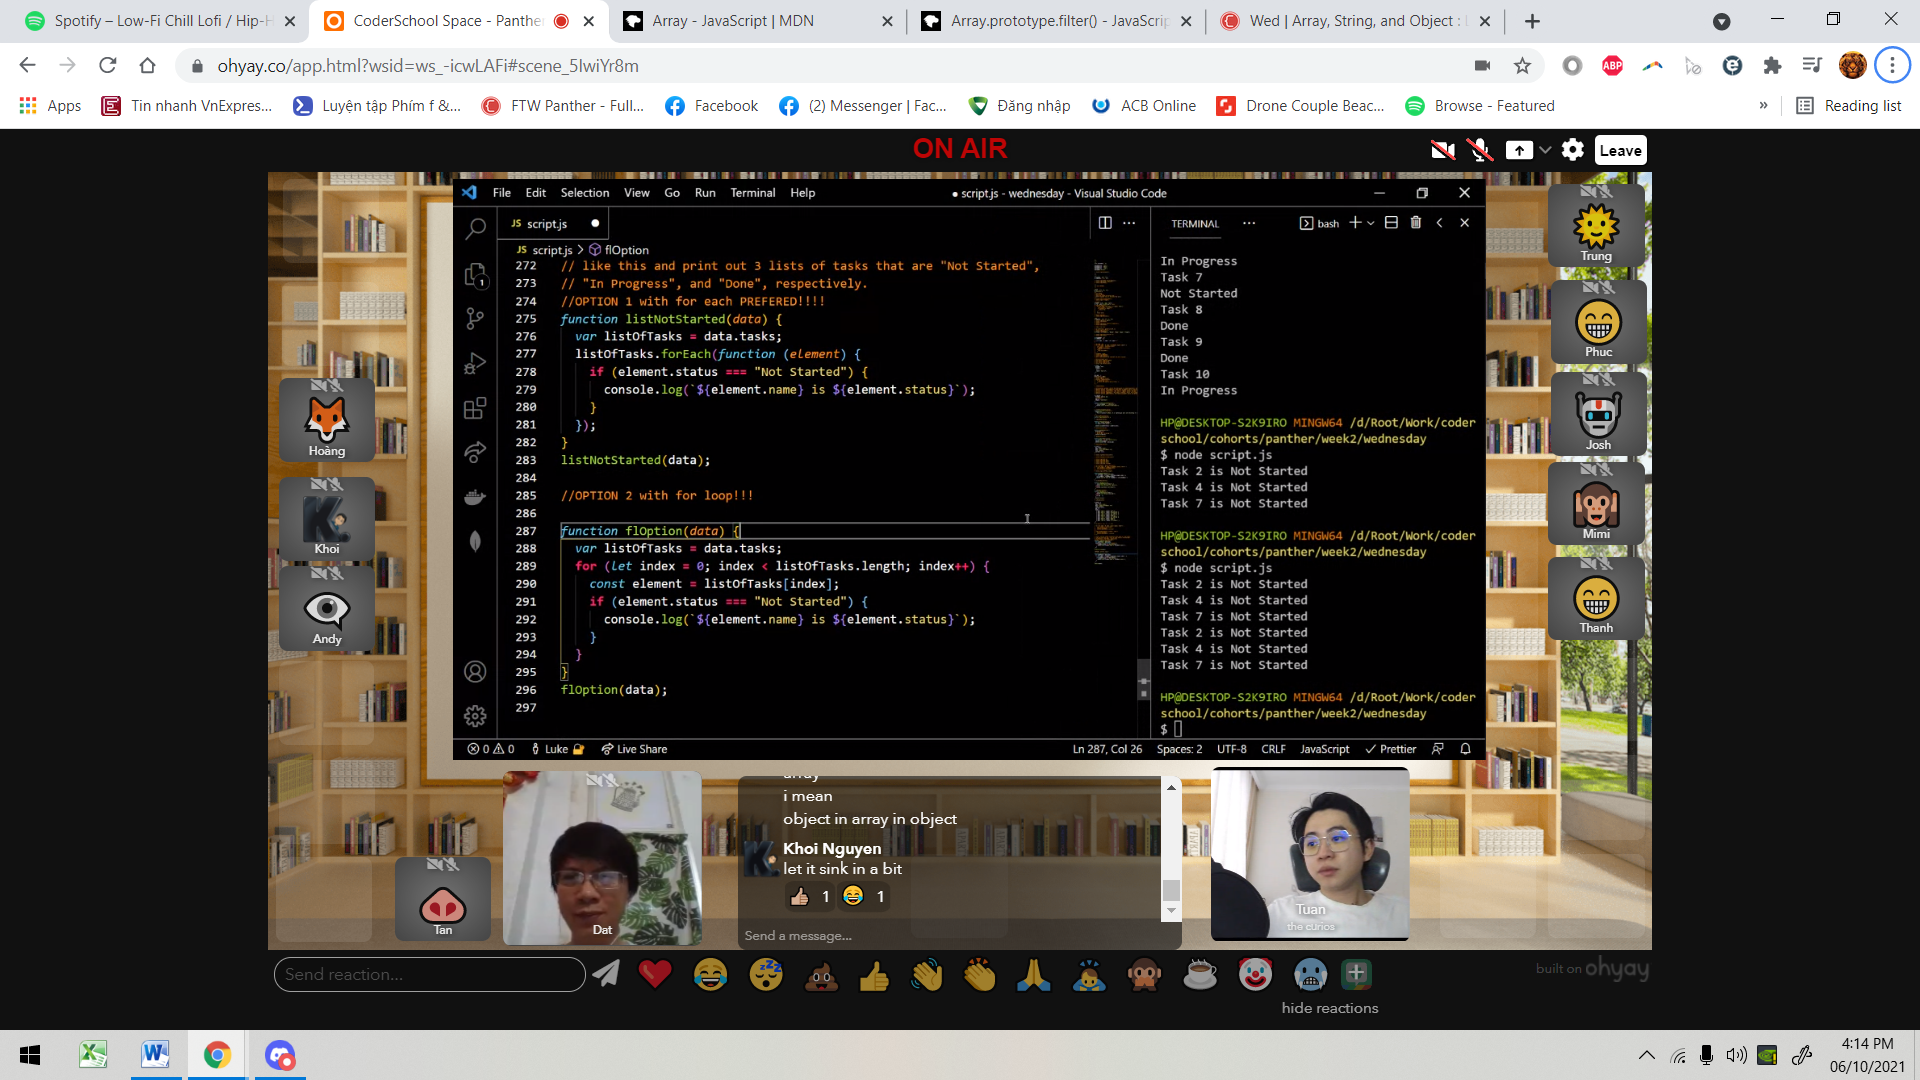 Spotify – Low-Fi Chill Lofi / Hip-H
CoderSchool Space - Panthe
Array - JavaScript | MDN
Array.prototype.filter() - JavaScrip
Wed | Array, String, and Object :
ohyay.co/app.html?wsid=ws_-icwLAFi#scene_5IwiYr8m
ABP
Apps
Tin nhanh VnExpres...
Luyện tập Phím f &...
FTW Panther - Full...
Facebook
(2) Messenger | Fac...
Đăng nhập
ACB Online
Drone Couple Beac...
Browse - Featured
»
Reading list
ON AIR
Leave
File Edit Selection View Go Run Terminal Help
● script.js - wednesday - Visual Studio Code
JS script.js ●
TERMINAL ··· bash
JS script.js > flOption
272 // like this and print out 3 lists of tasks that are "Not Started",
273 // "In Progress", and "Done", respectively.
274 //OPTION 1 with for each PREFERED!!!!
275 function listNotStarted(data) {
276 var listOfTasks = data.tasks;
277 listOfTasks.forEach(function (element) {
278 if (element.status === "Not Started") {
279 console.log(`${element.name} is ${element.status}`);
280 }
281 });
282 }
283 listNotStarted(data);
284
285 //OPTION 2 with for loop!!!
286
287 function flOption(data) {
288 var listOfTasks = data.tasks;
289 for (let index = 0; index < listOfTasks.length; index++) {
290 const element = listOfTasks[index];
291 if (element.status === "Not Started") {
292 console.log(`${element.name} is ${element.status}`);
293 }
294 }
295 }
296 flOption(data);
297
In Progress
Task 7
Not Started
Task 8
Done
Task 9
Done
Task 10
In Progress
HP@DESKTOP-S2K9IRO MINGW64 /d/Root/Work/coder
school/cohorts/panther/week2/wednesday
$ node script.js
Task 2 is Not Started
Task 4 is Not Started
Task 7 is Not Started
HP@DESKTOP-S2K9IRO MINGW64 /d/Root/Work/coder
school/cohorts/panther/week2/wednesday
$ node script.js
Task 2 is Not Started
Task 4 is Not Started
Task 7 is Not Started
Task 2 is Not Started
Task 4 is Not Started
Task 7 is Not Started
HP@DESKTOP-S2K9IRO MINGW64 /d/Root/Work/coder
school/cohorts/panther/week2/wednesday
$
0 0 Luke Live Share
Ln 287, Col 26 Spaces: 2 UTF-8 CRLF JavaScript Prettier
Hoàng
Khoi
Andy
Trung
Phuc
Josh
Mimi
Thanh
Tan
Dat
array
i mean
object in array in object
Khoi Nguyen
let it sink in a bit
1 1
Send a message...
Tuan
the curios
Send reaction...
hide reactions
built on ohyay
4:14 PM
06/10/2021